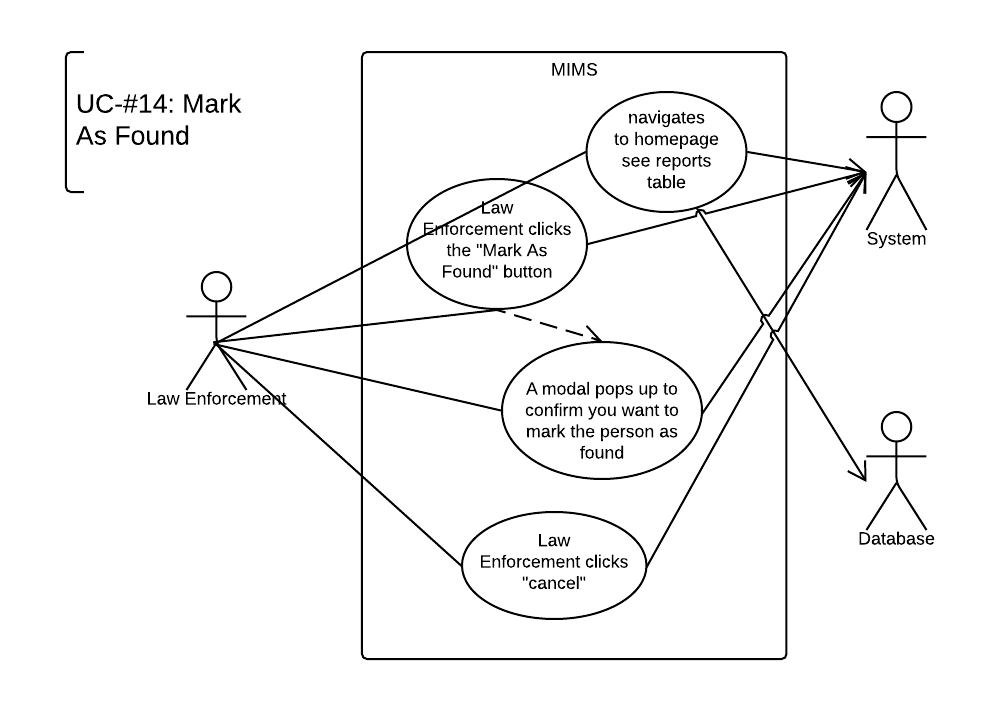 MIMS
UC-#14: Mark
As Found
navigates
to homepage
see reports
table
Law
Enforcement clicks
the "Mark As
Found" button
System
Law Enforcement
A modal pops up to
confirm you want to
mark the person as
found
Law
Enforcement clicks
"cancel"
Database